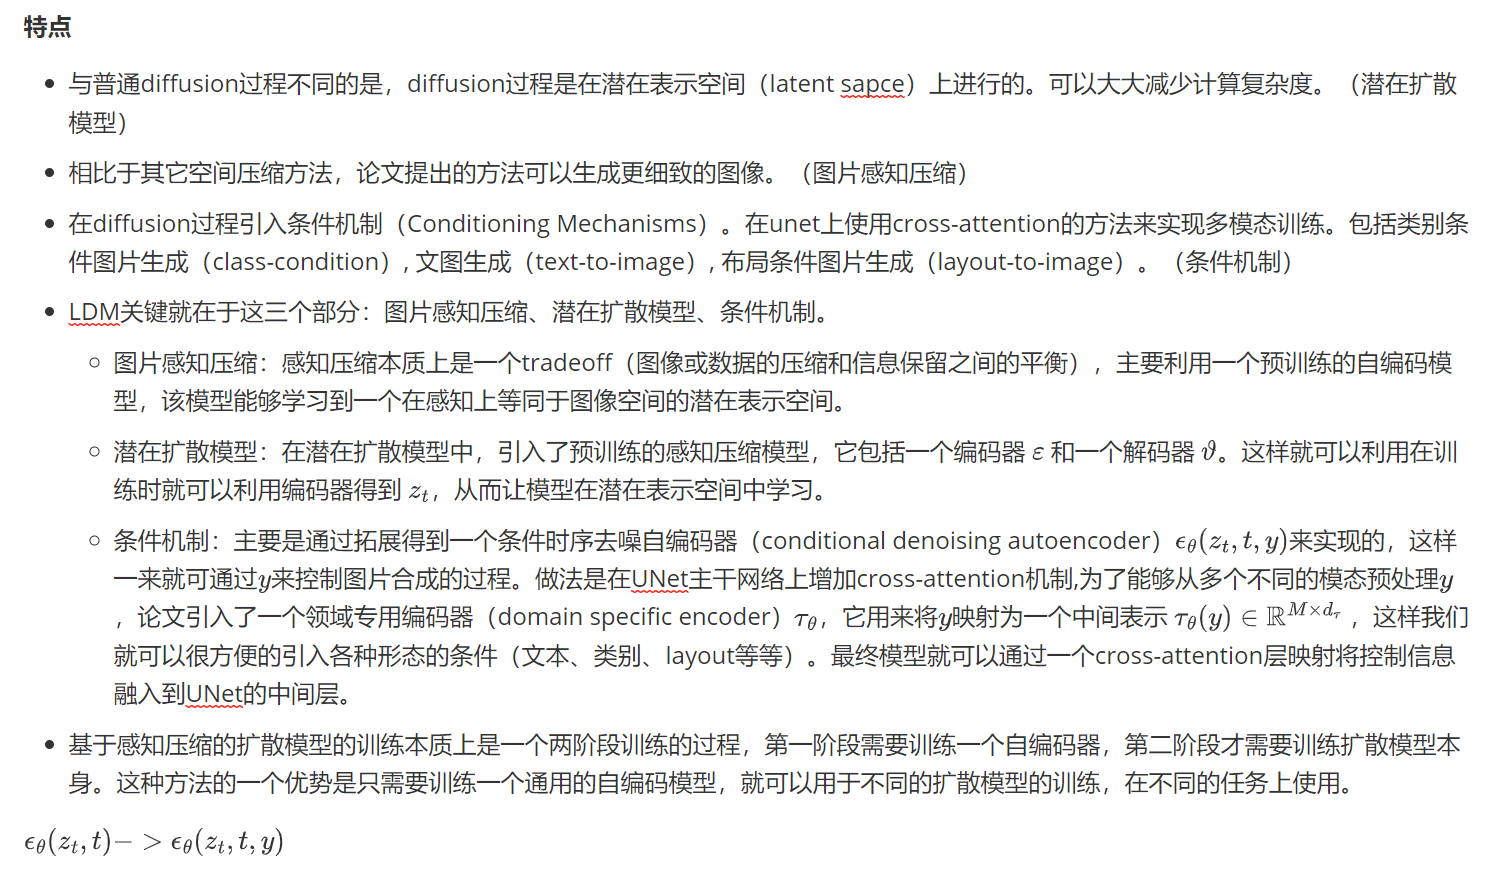 特点
与普通diffusion过程不同的是，diffusion过程是在潜在表示空间（latent sapce）上进行的。可以大大减少计算复杂度。（潜在扩散
模型）
相比于其它空间压缩方法，论文提出的方法可以生成更细致的图像。（图片感知压缩）
在diffusion过程引入条件机制（Conditioning Mechanisms）。在unet上使用cross-attention的方法来实现多模态训练。包括类别条
件图片生成（class-condition）, 文图生成（text-to-image）, 布局条件图片生成（layout-to-image）。（条件机制）
LDM关键就在于这三个部分：图片感知压缩、潜在扩散模型、条件机制。
图片感知压缩：感知压缩本质上是一个tradeoff（图像或数据的压缩和信息保留之间的平衡），主要利用一个预训练的自编码模
型，该模型能够学习到一个在感知上等同于图像空间的潜在表示空间。
潜在扩散模型：在潜在扩散模型中，引入了预训练的感知压缩模型，它包括一个编码器 ε 和一个解码器 ϑ。这样就可以利用在训
练时就可以利用编码器得到 z_t，从而让模型在潜在表示空间中学习。
条件机制：主要是通过拓展得到一个条件时序去噪自编码器（conditional denoising autoencoder）ϵ_θ(z_t, t, y)来实现的，这样
一来就可通过y来控制图片合成的过程。做法是在UNet主干网络上增加cross-attention机制,为了能够从多个不同的模态预处理y
，论文引入了一个领域专用编码器（domain specific encoder）τ_θ，它用来将y映射为一个中间表示 τ_θ(y) ∈ ℝ^{M×d_τ} ，这样我们
就可以很方便的引入各种形态的条件（文本、类别、layout等等）。最终模型就可以通过一个cross-attention层映射将控制信息
融入到UNet的中间层。
基于感知压缩的扩散模型的训练本质上是一个两阶段训练的过程，第一阶段需要训练一个自编码器，第二阶段才需要训练扩散模型本
身。这种方法的一个优势是只需要训练一个通用的自编码模型，就可以用于不同的扩散模型的训练，在不同的任务上使用。
ϵ_θ(z_t, t)− > ϵ_θ(z_t, t, y)